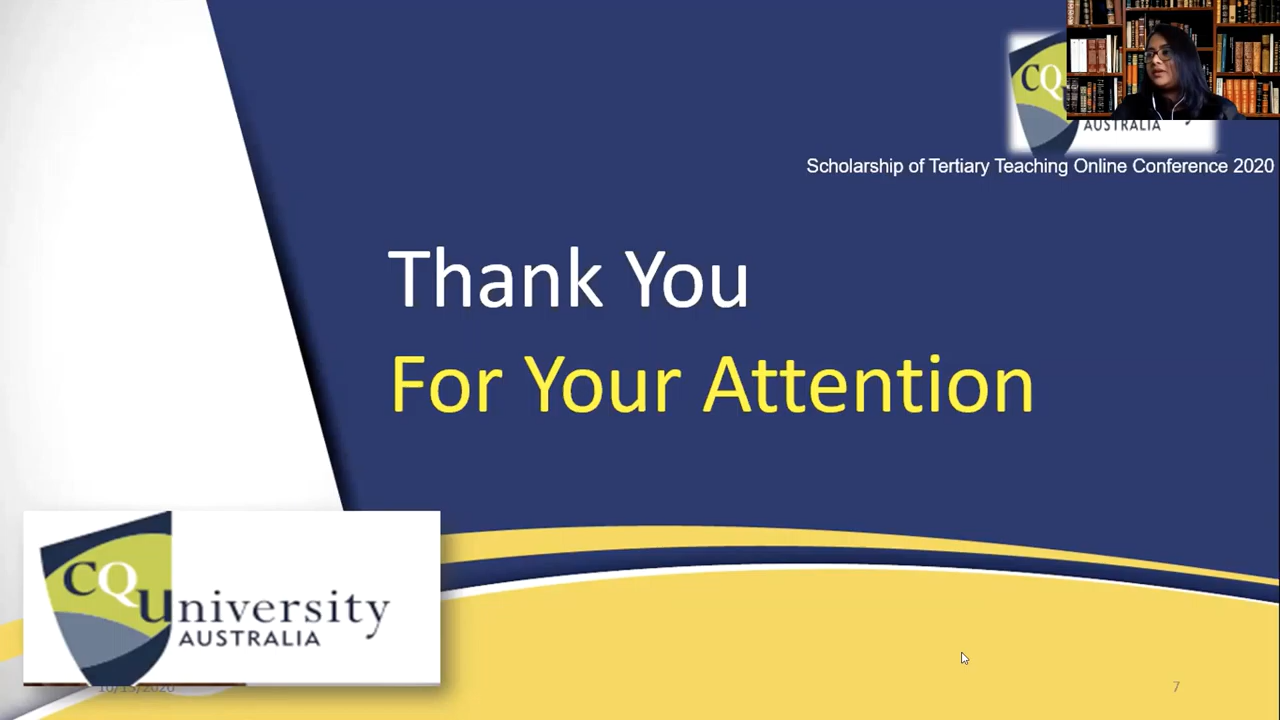 CQ
AUSTRALIA
Scholarship of Tertiary Teaching Online Conference 2020
Thank You
For Your Attention
CQUniversity
AUSTRALIA
7